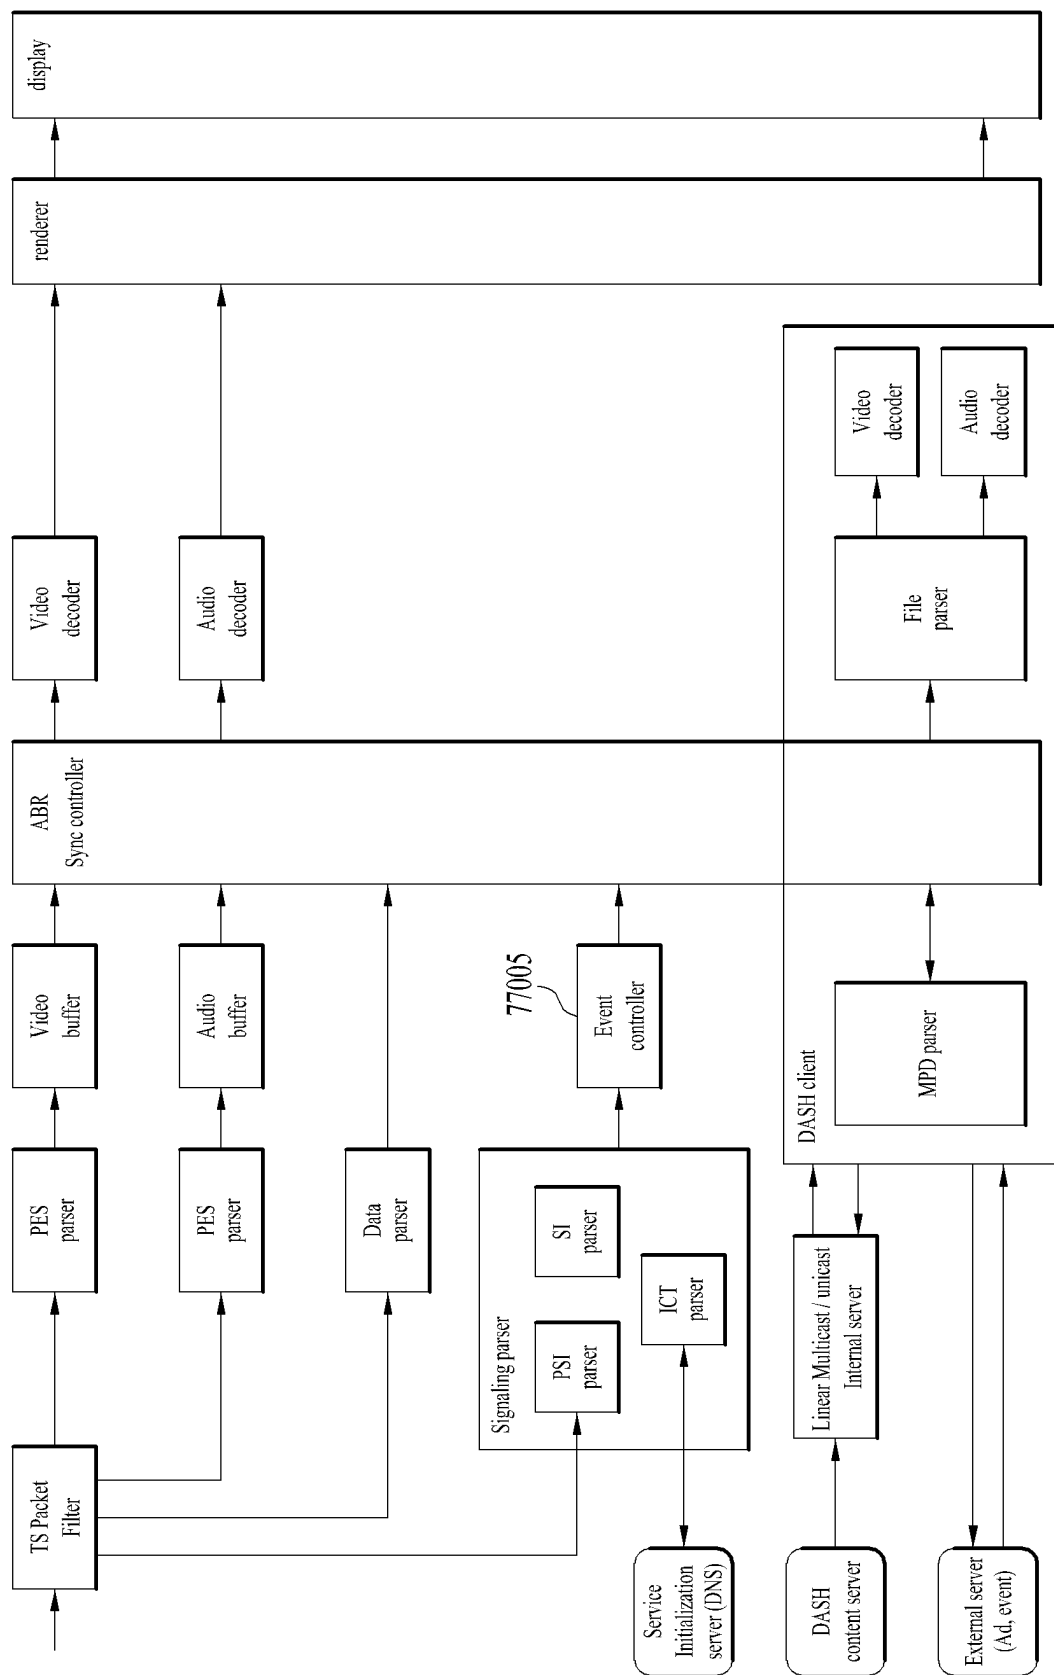 TS Packet
Filter
PES
parser
Video
buffer
ABR
Sync controller
Video
decoder
renderer
display
PES
parser
Audio
buffer
Audio
decoder
Data
parser
Signaling parser
PSI
parser
SI
parser
ICT
parser
77005
Event
controller
Service
Initialization
server (DNS)
DASH
content server
Linear Multicast / unicast
Internal server
External server
(Ad, event)
DASH client
MPD parser
File
parser
Video
decoder
Audio
decoder